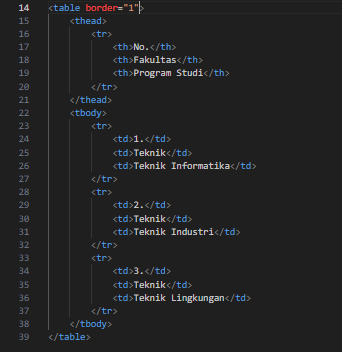 14 <table border="1">
15 <thead>
16 <tr>
17 <th>No.</th>
18 <th>Fakultas</th>
19 <th>Program Studi</th>
20 </tr>
21 </thead>
22 <tbody>
23 <tr>
24 <td>1.</td>
25 <td>Teknik</td>
26 <td>Teknik Informatika</td>
27 </tr>
28 <tr>
29 <td>2.</td>
30 <td>Teknik</td>
31 <td>Teknik Industri</td>
32 </tr>
33 <tr>
34 <td>3.</td>
35 <td>Teknik</td>
36 <td>Teknik Lingkungan</td>
37 </tr>
38 </tbody>
39 </table>